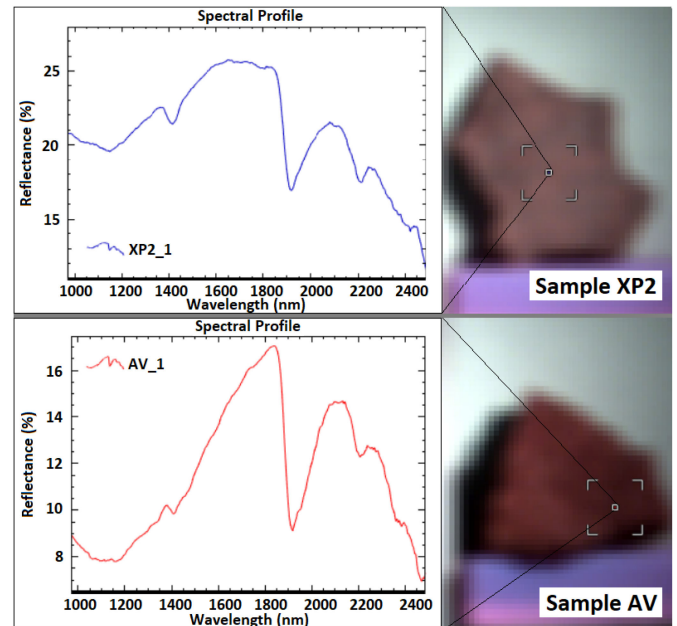 Spectral Profile
25
20
15
Reflectance (%)
XP2_1
1000 1200 1400 1600 1800 2000 2200 2400
Wavelength (nm)
Sample XP2
Spectral Profile
16
14
12
10
8
Reflectance (%)
AV_1
1000 1200 1400 1600 1800 2000 2200 2400
Wavelength (nm)
Sample AV